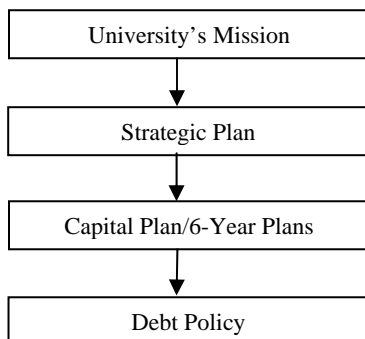 University’s Mission
Strategic Plan
Capital Plan/6-Year Plans
Debt Policy